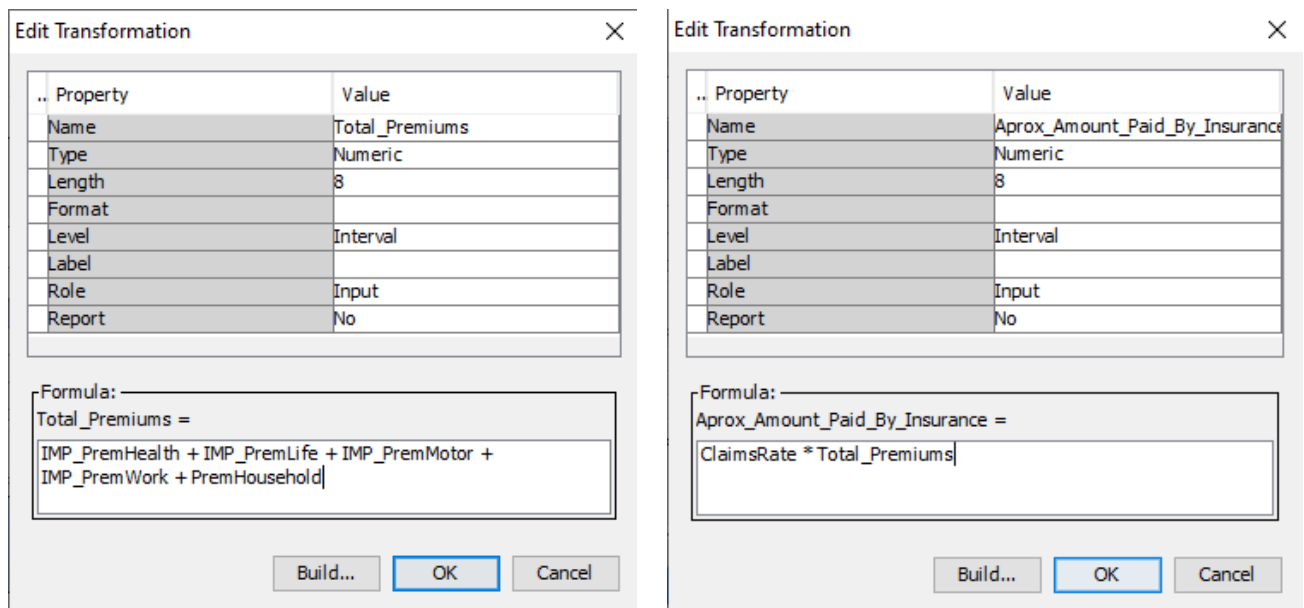 Edit Transformation
.. Property Value
Name Total_Premiums
Type Numeric
Length 8
Format
Level Interval
Label
Role Input
Report No
Formula:
Total_Premiums =
IMP_PremHealth + IMP_PremLife + IMP_PremMotor +
IMP_PremWork + PremHousehold
Build... OK Cancel
Edit Transformation
.. Property Value
Name Aprox_Amount_Paid_By_Insurance
Type Numeric
Length 8
Format
Level Interval
Label
Role Input
Report No
Formula:
Aprox_Amount_Paid_By_Insurance =
ClaimsRate * Total_Premiums
Build... OK Cancel